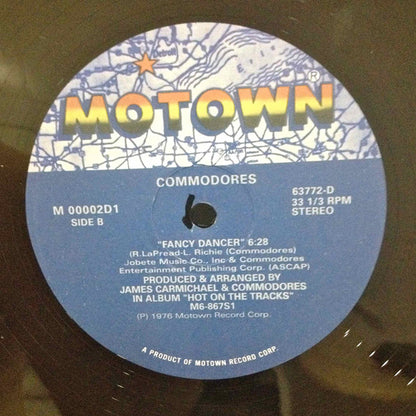 Detroit
ERIE
MOTOWN
®
COMMODORES
M 00002D1
SIDE B
63772-D
33 1/3 RPM
STEREO
"FANCY DANCER" 6:28
(R.LaPread-L. Richie (Commodores)
Jobete Music Co., Inc & Commodores
Entertainment Publishing Corp. (ASCAP)
PRODUCED & ARRANGED BY
JAMES CARMICHAEL & COMMODORES
IN ALBUM "HOT ON THE TRACKS"
M6-867S1
(P) 1976 Motown Record Corp.
A PRODUCT OF MOTOWN RECORD CORP.